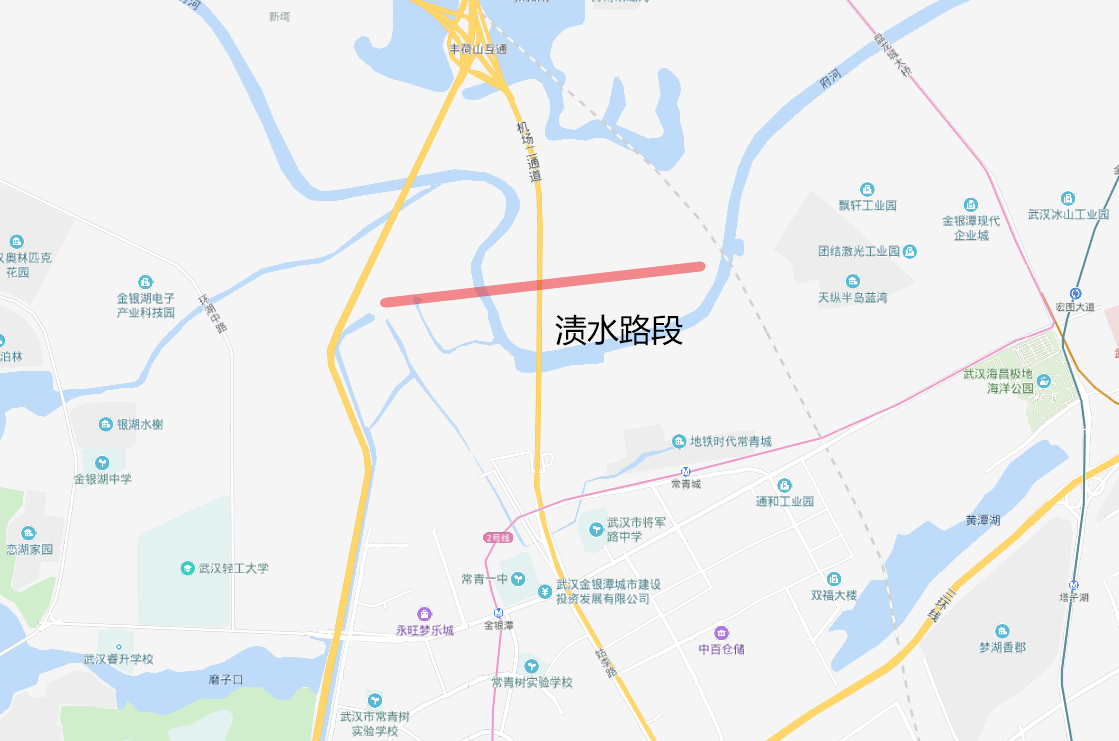 新塆
丰荷山互通
盘龙城大桥
府河
机场二通道
飘轩工业园
金银潭现代
企业城
武汉冰山工业园
团结激光工业园
天纵半岛蓝湾
汉奥林匹克
花园
金银湖电子
产业科技园
环湖中路
宏图大道
渍水路段
泊林
武汉海昌极地
海洋公园
银湖水榭
地铁时代常青城
金银湖中学
常青城
通和工业园
黄潭湖
武汉市将军
路中学
恋湖家园
2号线
武汉轻工大学
常青一中
武汉金银潭城市建设
投资发展有限公司
双福大楼
塔子湖
三环线
永旺梦乐城
金银潭
中百仓储
梦湖香郡
武汉睿升学校
姑李路
磨子口
常青树实验学校
武汉市常青树
实验学校